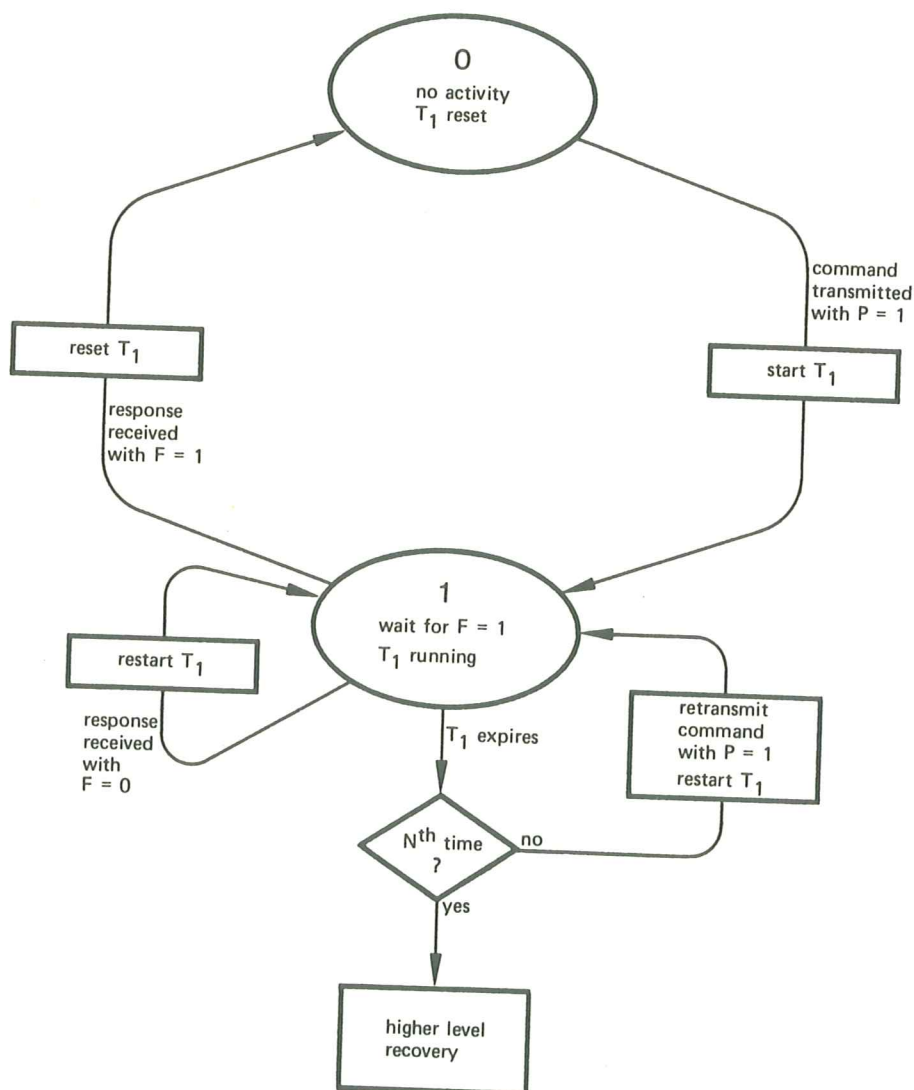 0
no activity
T1 reset
command
transmitted
with P = 1
reset T1
start T1
response
received
with F = 1
1
wait for F = 1
T1 running
restart T1
response
received
with
F = 0
retransmit
command
with P = 1
restart T1
T1 expires
Nth time
?
no
yes
higher level
recovery